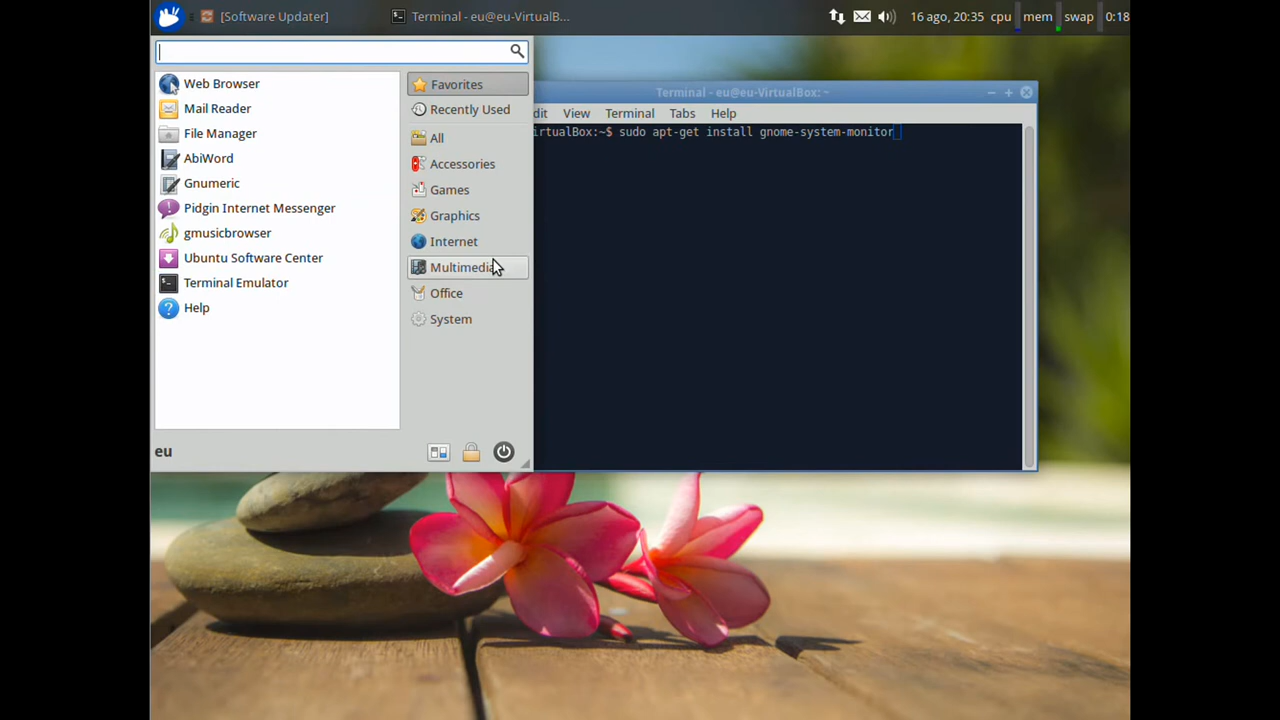 [Software Updater]
Terminal - eu@eu-VirtualB...
16 ago, 20:35
cpu
mem
swap
0:18
Web Browser
Mail Reader
File Manager
AbiWord
Gnumeric
Pidgin Internet Messenger
gmusicbrowser
Ubuntu Software Center
Terminal Emulator
Help
eu
Favorites
Recently Used
All
Accessories
Games
Graphics
Internet
Multimedia
Office
System
Terminal - eu@eu-VirtualBox: ~
dit View Terminal Tabs Help
irtualBox:~$ sudo apt-get install gnome-system-monitor